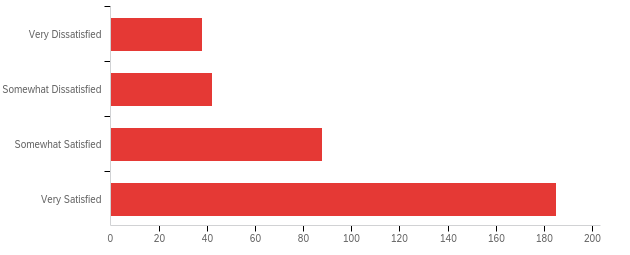 Very Dissatisfied
Somewhat Dissatisfied
Somewhat Satisfied
Very Satisfied
0 20 40 60 80 100 120 140 160 180 200